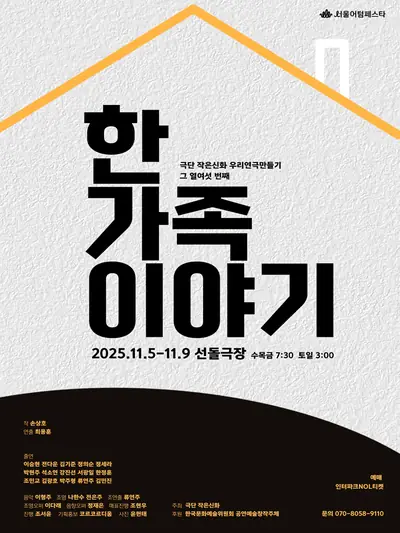 서울어텀페스타
한
극단 작은신화 우리연극만들기
그 열여섯 번째
가족
이야기
2025.11.5-11.9 선돌극장 수목금 7:30 토일 3:00
작 손상호
연출 최용훈
출연
이승현 전다운 김기준 정의순 정세라
박현주 석소연 강진선 서광일 한정훈
조민교 김광호 박주형 류연주 김민진
음악 이형주 조명 나한수 전은주 조연출 류연주
조명오퍼 이다래 음향오퍼 정재은 매표진행 조현우
진행 조서윤 기획홍보 코르코르디움 사진 윤헌태
주최 극단 작은신화
후원 한국문화예술위원회 공연예술창작주체
예매
인터파크NOL티켓
문의 070-8058-9110